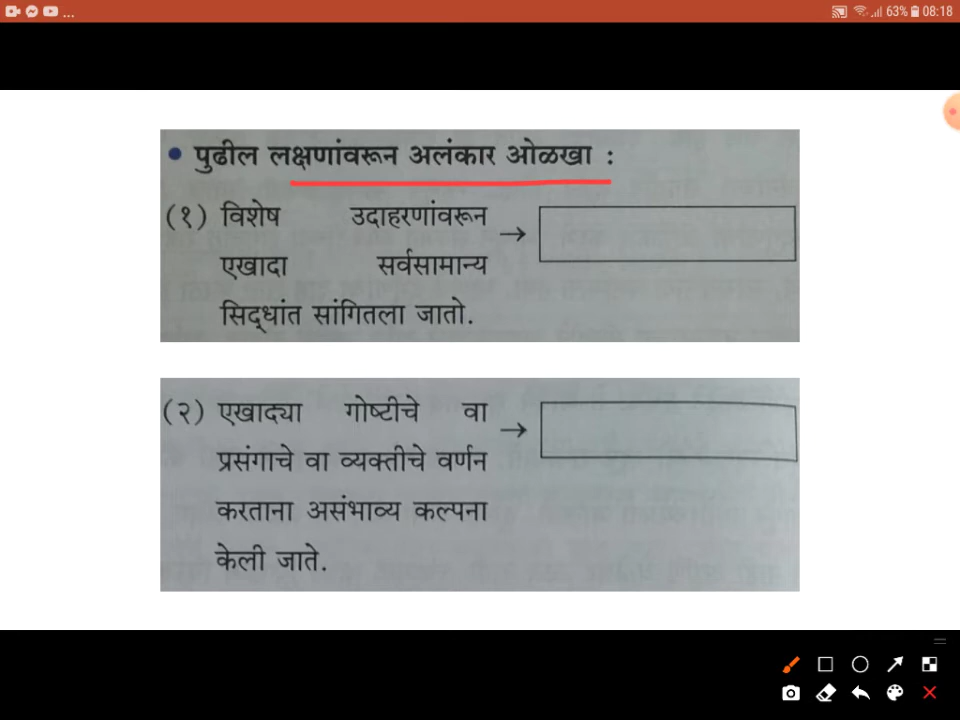 ... 63% 08:18
• पुढील लक्षणांवरून अलंकार ओळखा :
(१) विशेष उदाहरणांवरून →
एखादा सर्वसामान्य
सिद्धांत सांगितला जातो.
(२) एखाद्या गोष्टीचे वा →
प्रसंगाचे वा व्यक्तीचे वर्णन
करताना असंभाव्य कल्पना
केली जाते.